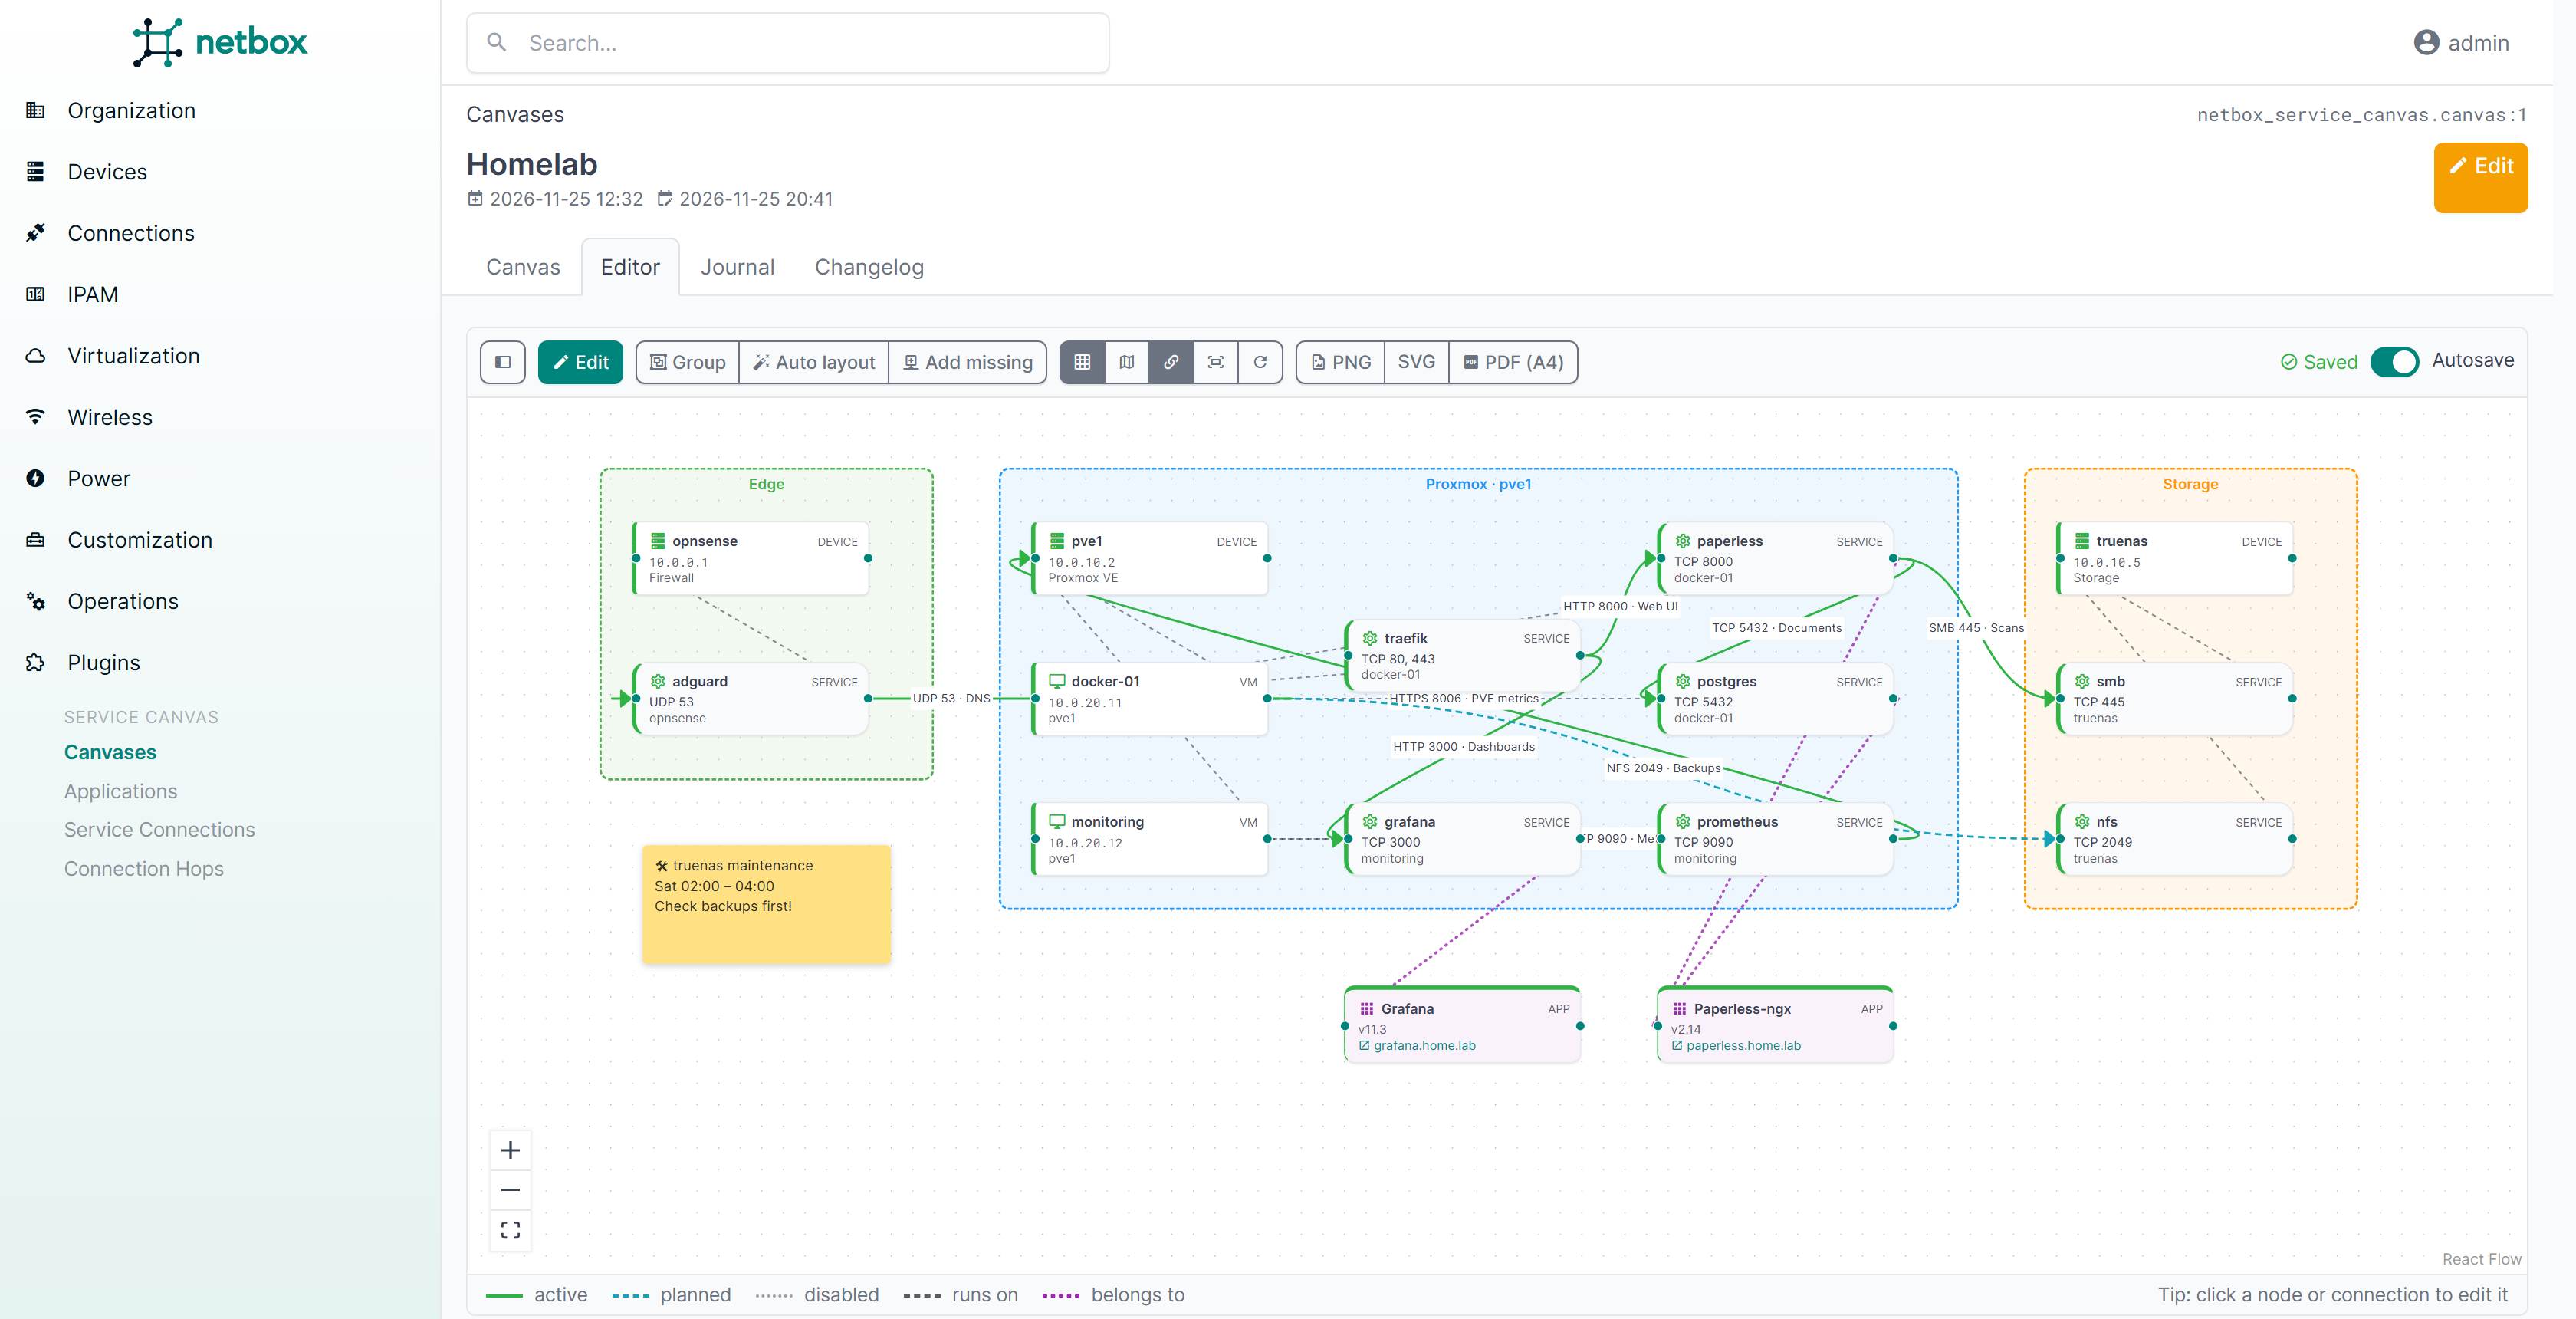 netbox
Search...
admin
Organization
Devices
Connections
IPAM
Virtualization
Wireless
Power
Customization
Operations
Plugins
SERVICE CANVAS
Canvases
Applications
Service Connections
Connection Hops
Canvases
netbox_service_canvas.canvas:1
Homelab
2026-11-25 12:32 2026-11-25 20:41
Edit
Canvas Editor Journal Changelog
Edit Group Auto layout Add missing PNG SVG PDF (A4)
Saved Autosave
Edge
opnsense DEVICE
10.0.0.1
Firewall
adguard SERVICE
UDP 53
opnsense
UDP 53 · DNS
🛠 truenas maintenance
Sat 02:00 – 04:00
Check backups first!
Proxmox · pve1
pve1 DEVICE
10.0.10.2
Proxmox VE
docker-01 VM
10.0.20.11
pve1
monitoring VM
10.0.20.12
pve1
traefik SERVICE
TCP 80, 443
docker-01
HTTPS 8006 · PVE metrics
HTTP 3000 · Dashboards
grafana SERVICE
TCP 3000
monitoring
HTTP 8000 · Web UI
paperless SERVICE
TCP 8000
docker-01
TCP 5432 · Documents
postgres SERVICE
TCP 5432
docker-01
NFS 2049 · Backups
P 9090 · Me
prometheus SERVICE
TCP 9090
monitoring
SMB 445 · Scans
Storage
truenas DEVICE
10.0.10.5
Storage
smb SERVICE
TCP 445
truenas
nfs SERVICE
TCP 2049
truenas
Grafana APP
v11.3
grafana.home.lab
Paperless-ngx APP
v2.14
paperless.home.lab
React Flow
active planned disabled runs on belongs to
Tip: click a node or connection to edit it